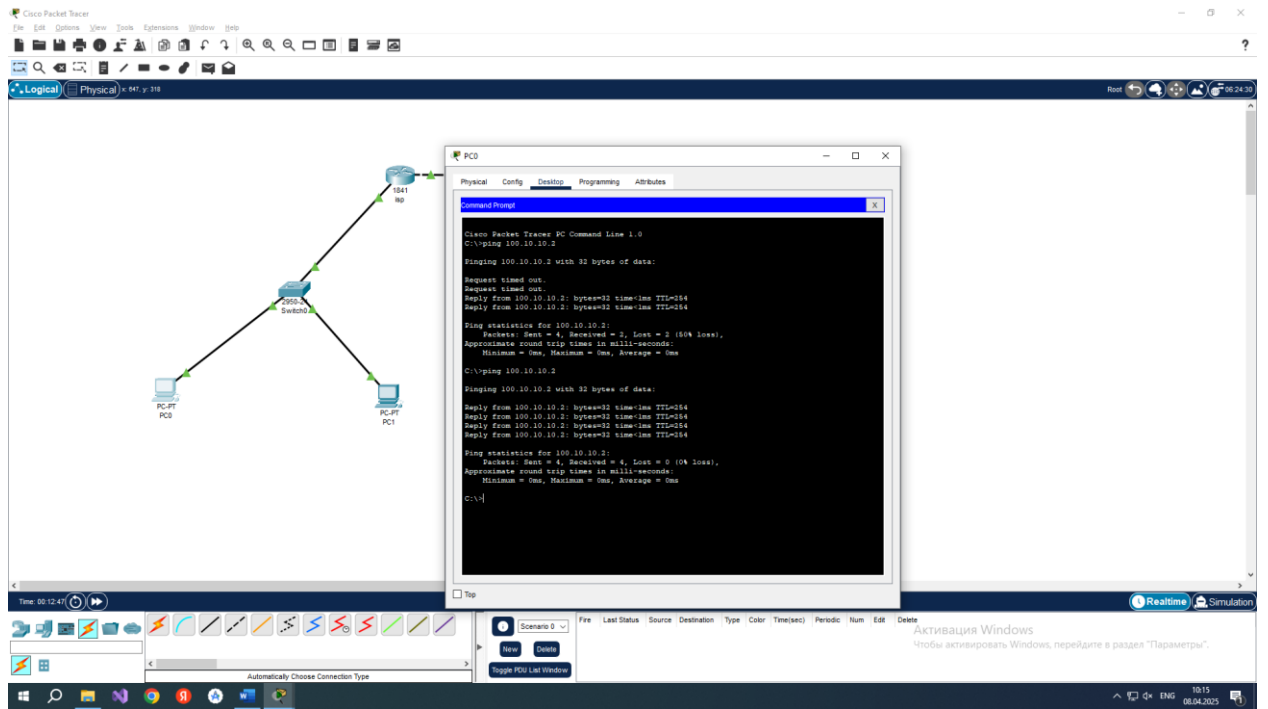 Cisco Packet Tracer
File Edit Options View Tools Extensions Window Help
?
Logical Physical x: 647, y: 318 Root 06:24:30
1841
isp
2950-2
Switch0
PC-PT
PC0
PC-PT
PC1
PC0
Physical Config Desktop Programming Attributes
Command Prompt X
Cisco Packet Tracer PC Command Line 1.0
C:\>ping 100.10.10.2
Pinging 100.10.10.2 with 32 bytes of data:
Request timed out.
Request timed out.
Reply from 100.10.10.2: bytes=32 time<1ms TTL=254
Reply from 100.10.10.2: bytes=32 time<1ms TTL=254
Ping statistics for 100.10.10.2:
Packets: Sent = 4, Received = 2, Lost = 2 (50% loss),
Approximate round trip times in milli-seconds:
Minimum = 0ms, Maximum = 0ms, Average = 0ms
C:\>ping 100.10.10.2
Pinging 100.10.10.2 with 32 bytes of data:
Reply from 100.10.10.2: bytes=32 time<1ms TTL=254
Reply from 100.10.10.2: bytes=32 time<1ms TTL=254
Reply from 100.10.10.2: bytes=32 time<1ms TTL=254
Reply from 100.10.10.2: bytes=32 time<1ms TTL=254
Ping statistics for 100.10.10.2:
Packets: Sent = 4, Received = 4, Lost = 0 (0% loss),
Approximate round trip times in milli-seconds:
Minimum = 0ms, Maximum = 0ms, Average = 0ms
C:\>
Top
Time: 00:12:47 Realtime Simulation
Scenario 0
New Delete
Toggle PDU List Window
Fire Last Status Source Destination Type Color Time(sec) Periodic Num Edit Delete
Automatically Choose Connection Type
Активация Windows
Чтобы активировать Windows, перейдите в раздел "Параметры".
ENG 10:15
08.04.2025